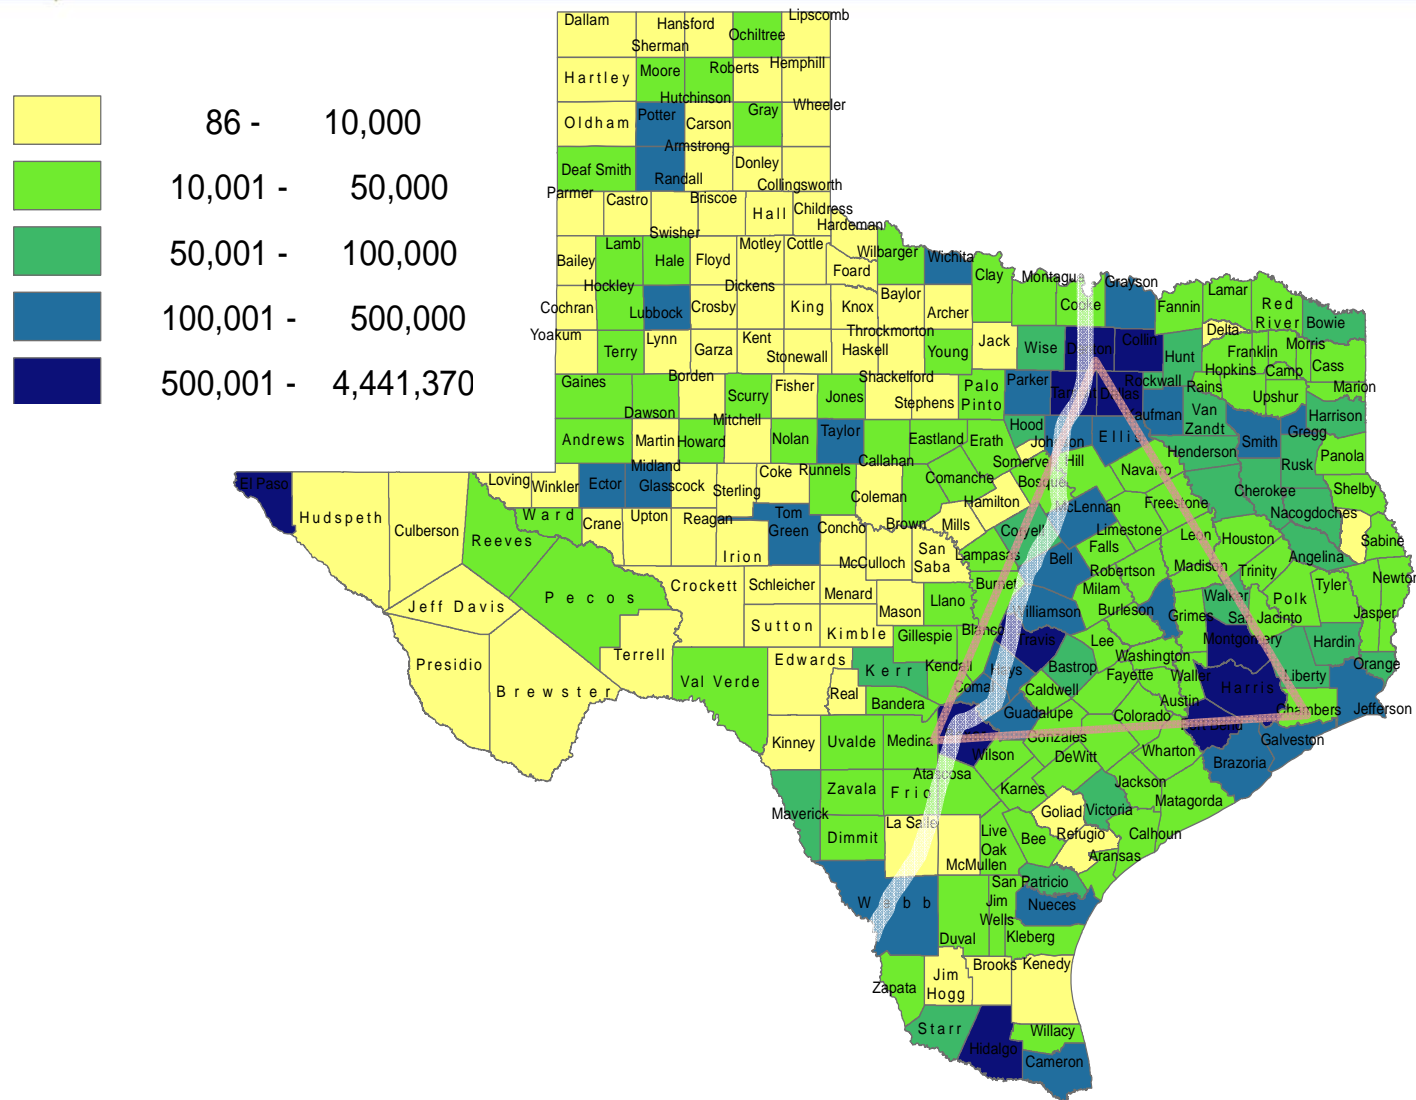 86 - 10,000
10,001 - 50,000
50,001 - 100,000
100,001 - 500,000
500,001 - 4,441,370
Dallam
Hansford
Lipscomb
Sherman
Ochiltree
Hartley
Moore
Roberts
Hemphill
Hutchinson
Oldham
Potter
Carson
Gray
Wheeler
Armstrong
Deaf Smith
Randall
Donley
Collingsworth
Parmer
Castro
Briscoe
Hall
Childress
Swisher
Hardeman
Bailey
Lamb
Hale
Floyd
Motley
Cottle
Foard
Wilbarger
Wichita
Clay
Montague
Cooke
Grayson
Fannin
Lamar
Red
River
Bowie
Cochran
Hockley
Lubbock
Crosby
Dickens
King
Knox
Baylor
Archer
Throckmorton
Delta
Yoakum
Terry
Lynn
Garza
Kent
Stonewall
Haskell
Young
Jack
Wise
Denton
Collin
Hunt
Franklin
Morris
Hopkins
Camp
Cass
Gaines
Dawson
Borden
Scurry
Fisher
Jones
Shackelford
Stephens
Palo
Pinto
Parker
Tarrant
Dallas
Rockwall
Rains
Upshur
Marion
Mitchell
Kaufman
Van
Zandt
Gregg
Harrison
Andrews
Martin
Howard
Nolan
Taylor
Callahan
Eastland
Erath
Hood
Johnson
Ellis
Smith
Henderson
Rusk
Panola
El Paso
Hudspeth
Culberson
Loving
Winkler
Ector
Midland
Glasscock
Sterling
Coke
Runnels
Coleman
Brown
Comanche
Somervell
Hill
Bosque
Navarro
Hamilton
Freestone
Cherokee
Shelby
Nacogdoches
Ward
Crane
Upton
Reagan
Irion
Tom
Green
Concho
McCulloch
Mills
San
Saba
Lampasas
Coryell
McLennan
Limestone
Falls
Leon
Houston
Angelina
Sabine
Reeves
Jeff Davis
Pecos
Crockett
Schleicher
Menard
Mason
Llano
Burnet
Bell
Robertson
Milam
Madison
Trinity
Tyler
Newton
Polk
Jasper
Presidio
Brewster
Terrell
Sutton
Kimble
Gillespie
Blanco
Williamson
Burleson
Grimes
Walker
San Jacinto
Travis
Lee
Washington
Montgomery
Hardin
Val Verde
Edwards
Real
Kerr
Kendall
Bandera
Hays
Comal
Bastrop
Caldwell
Fayette
Waller
Austin
Harris
Liberty
Orange
Chambers
Jefferson
Kinney
Uvalde
Medina
Guadalupe
Gonzales
Colorado
Fort Bend
Galveston
Wilson
DeWitt
Wharton
Brazoria
Zavala
Frio
Atascosa
Karnes
Jackson
Matagorda
Maverick
Dimmit
La Salle
McMullen
Live
Oak
Bee
Goliad
Victoria
Refugio
Calhoun
Aransas
Webb
Duval
Jim
Wells
San Patricio
Nueces
Kleberg
Zapata
Jim
Hogg
Brooks
Kenedy
Starr
Willacy
Hidalgo
Cameron